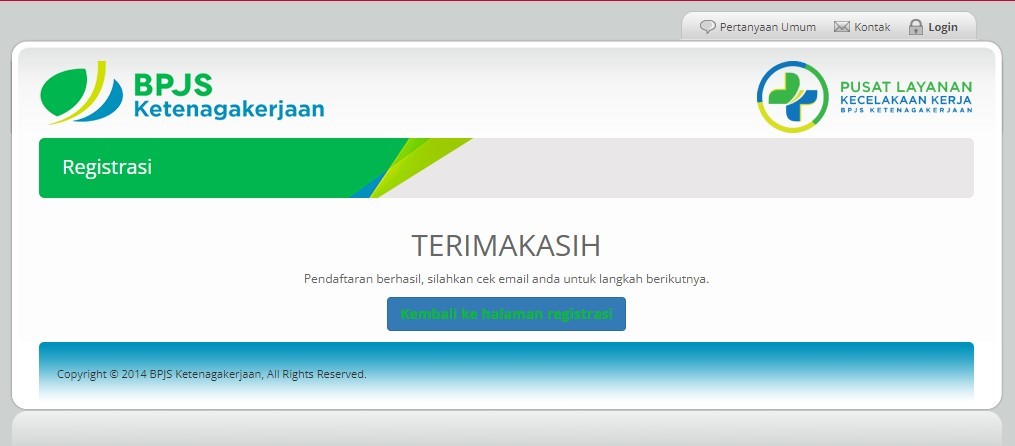 Pertanyaan Umum Kontak Login
BPJS
Ketenagakerjaan
PUSAT LAYANAN
KECELAKAAN KERJA
BPJS KETENAGAKERJAAN
Registrasi
TERIMAKASIH
Pendaftaran berhasil, silahkan cek email anda untuk langkah berikutnya.
Kembali ke halaman registrasi
Copyright © 2014 BPJS Ketenagakerjaan, All Rights Reserved.